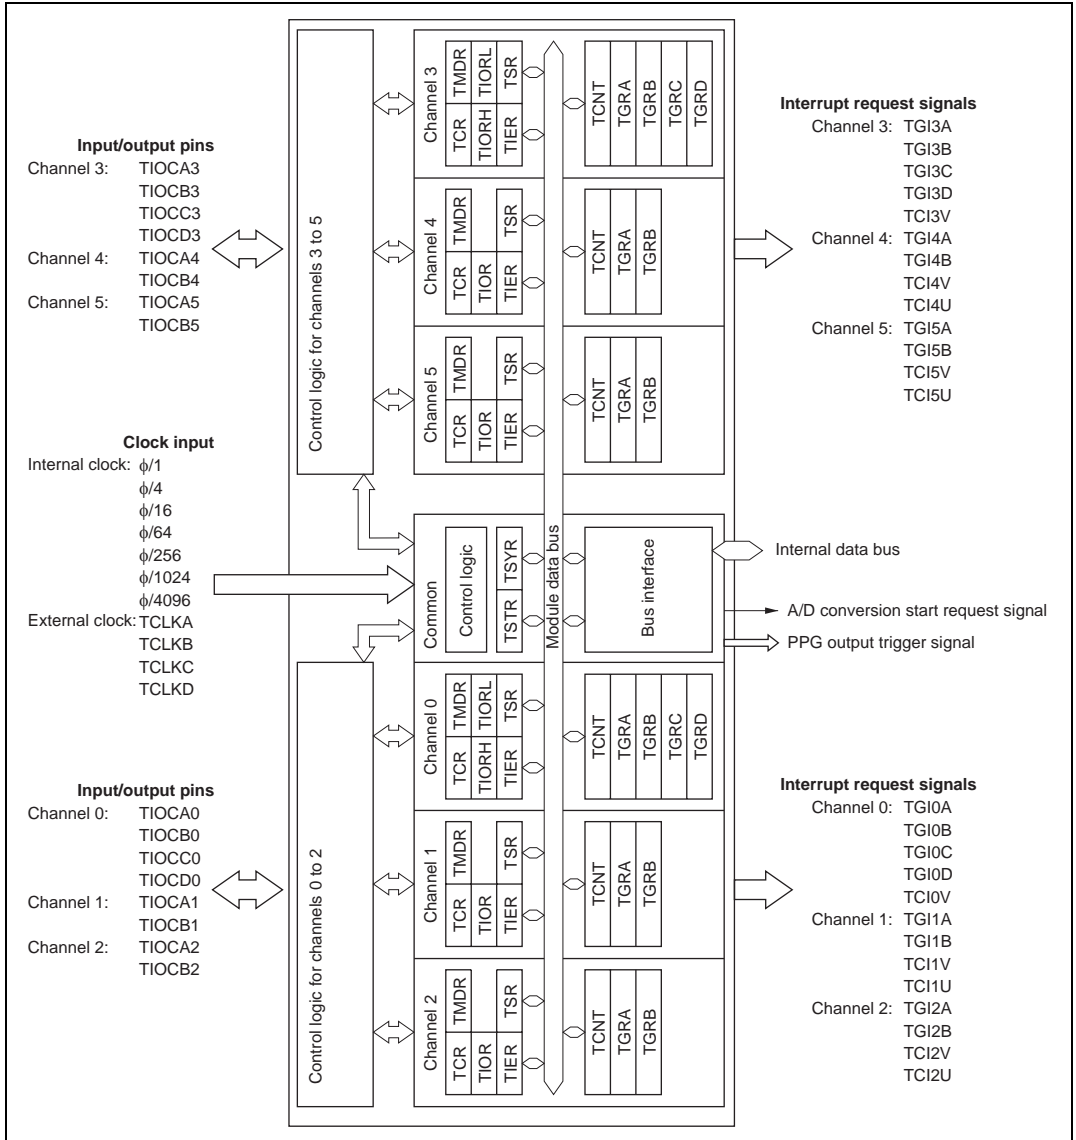 Input/output pins
Channel 3: TIOCA3
TIOCB3
TIOCC3
TIOCD3
Channel 4: TIOCA4
TIOCB4
Channel 5: TIOCA5
TIOCB5
Clock input
Internal clock: ϕ/1
ϕ/4
ϕ/16
ϕ/64
ϕ/256
ϕ/1024
ϕ/4096
External clock: TCLKA
TCLKB
TCLKC
TCLKD
Input/output pins
Channel 0: TIOCA0
TIOCB0
TIOCC0
TIOCD0
Channel 1: TIOCA1
TIOCB1
Channel 2: TIOCA2
TIOCB2
Control logic for channels 3 to 5
Control logic for channels 0 to 2
Channel 3
TCR TMDR
TIORH TIORL
TIER TSR
TCNT
TGRA
TGRB
TGRC
TGRD
Channel 4
TCR TMDR
TIOR
TIER TSR
TCNT
TGRA
TGRB
Channel 5
TCR TMDR
TIOR
TIER TSR
TCNT
TGRA
TGRB
Common
Control logic
TSTR TSYR
Module data bus
Bus interface
Channel 0
TCR TMDR
TIORH TIORL
TIER TSR
TCNT
TGRA
TGRB
TGRC
TGRD
Channel 1
TCR TMDR
TIOR
TIER TSR
TCNT
TGRA
TGRB
Channel 2
TCR TMDR
TIOR
TIER TSR
TCNT
TGRA
TGRB
Interrupt request signals
Channel 3: TGI3A
TGI3B
TGI3C
TGI3D
TCI3V
Channel 4: TGI4A
TGI4B
TCI4V
TCI4U
Channel 5: TGI5A
TGI5B
TCI5V
TCI5U
Internal data bus
A/D conversion start request signal
PPG output trigger signal
Interrupt request signals
Channel 0: TGI0A
TGI0B
TGI0C
TGI0D
TCI0V
Channel 1: TGI1A
TGI1B
TCI1V
TCI1U
Channel 2: TGI2A
TGI2B
TCI2V
TCI2U